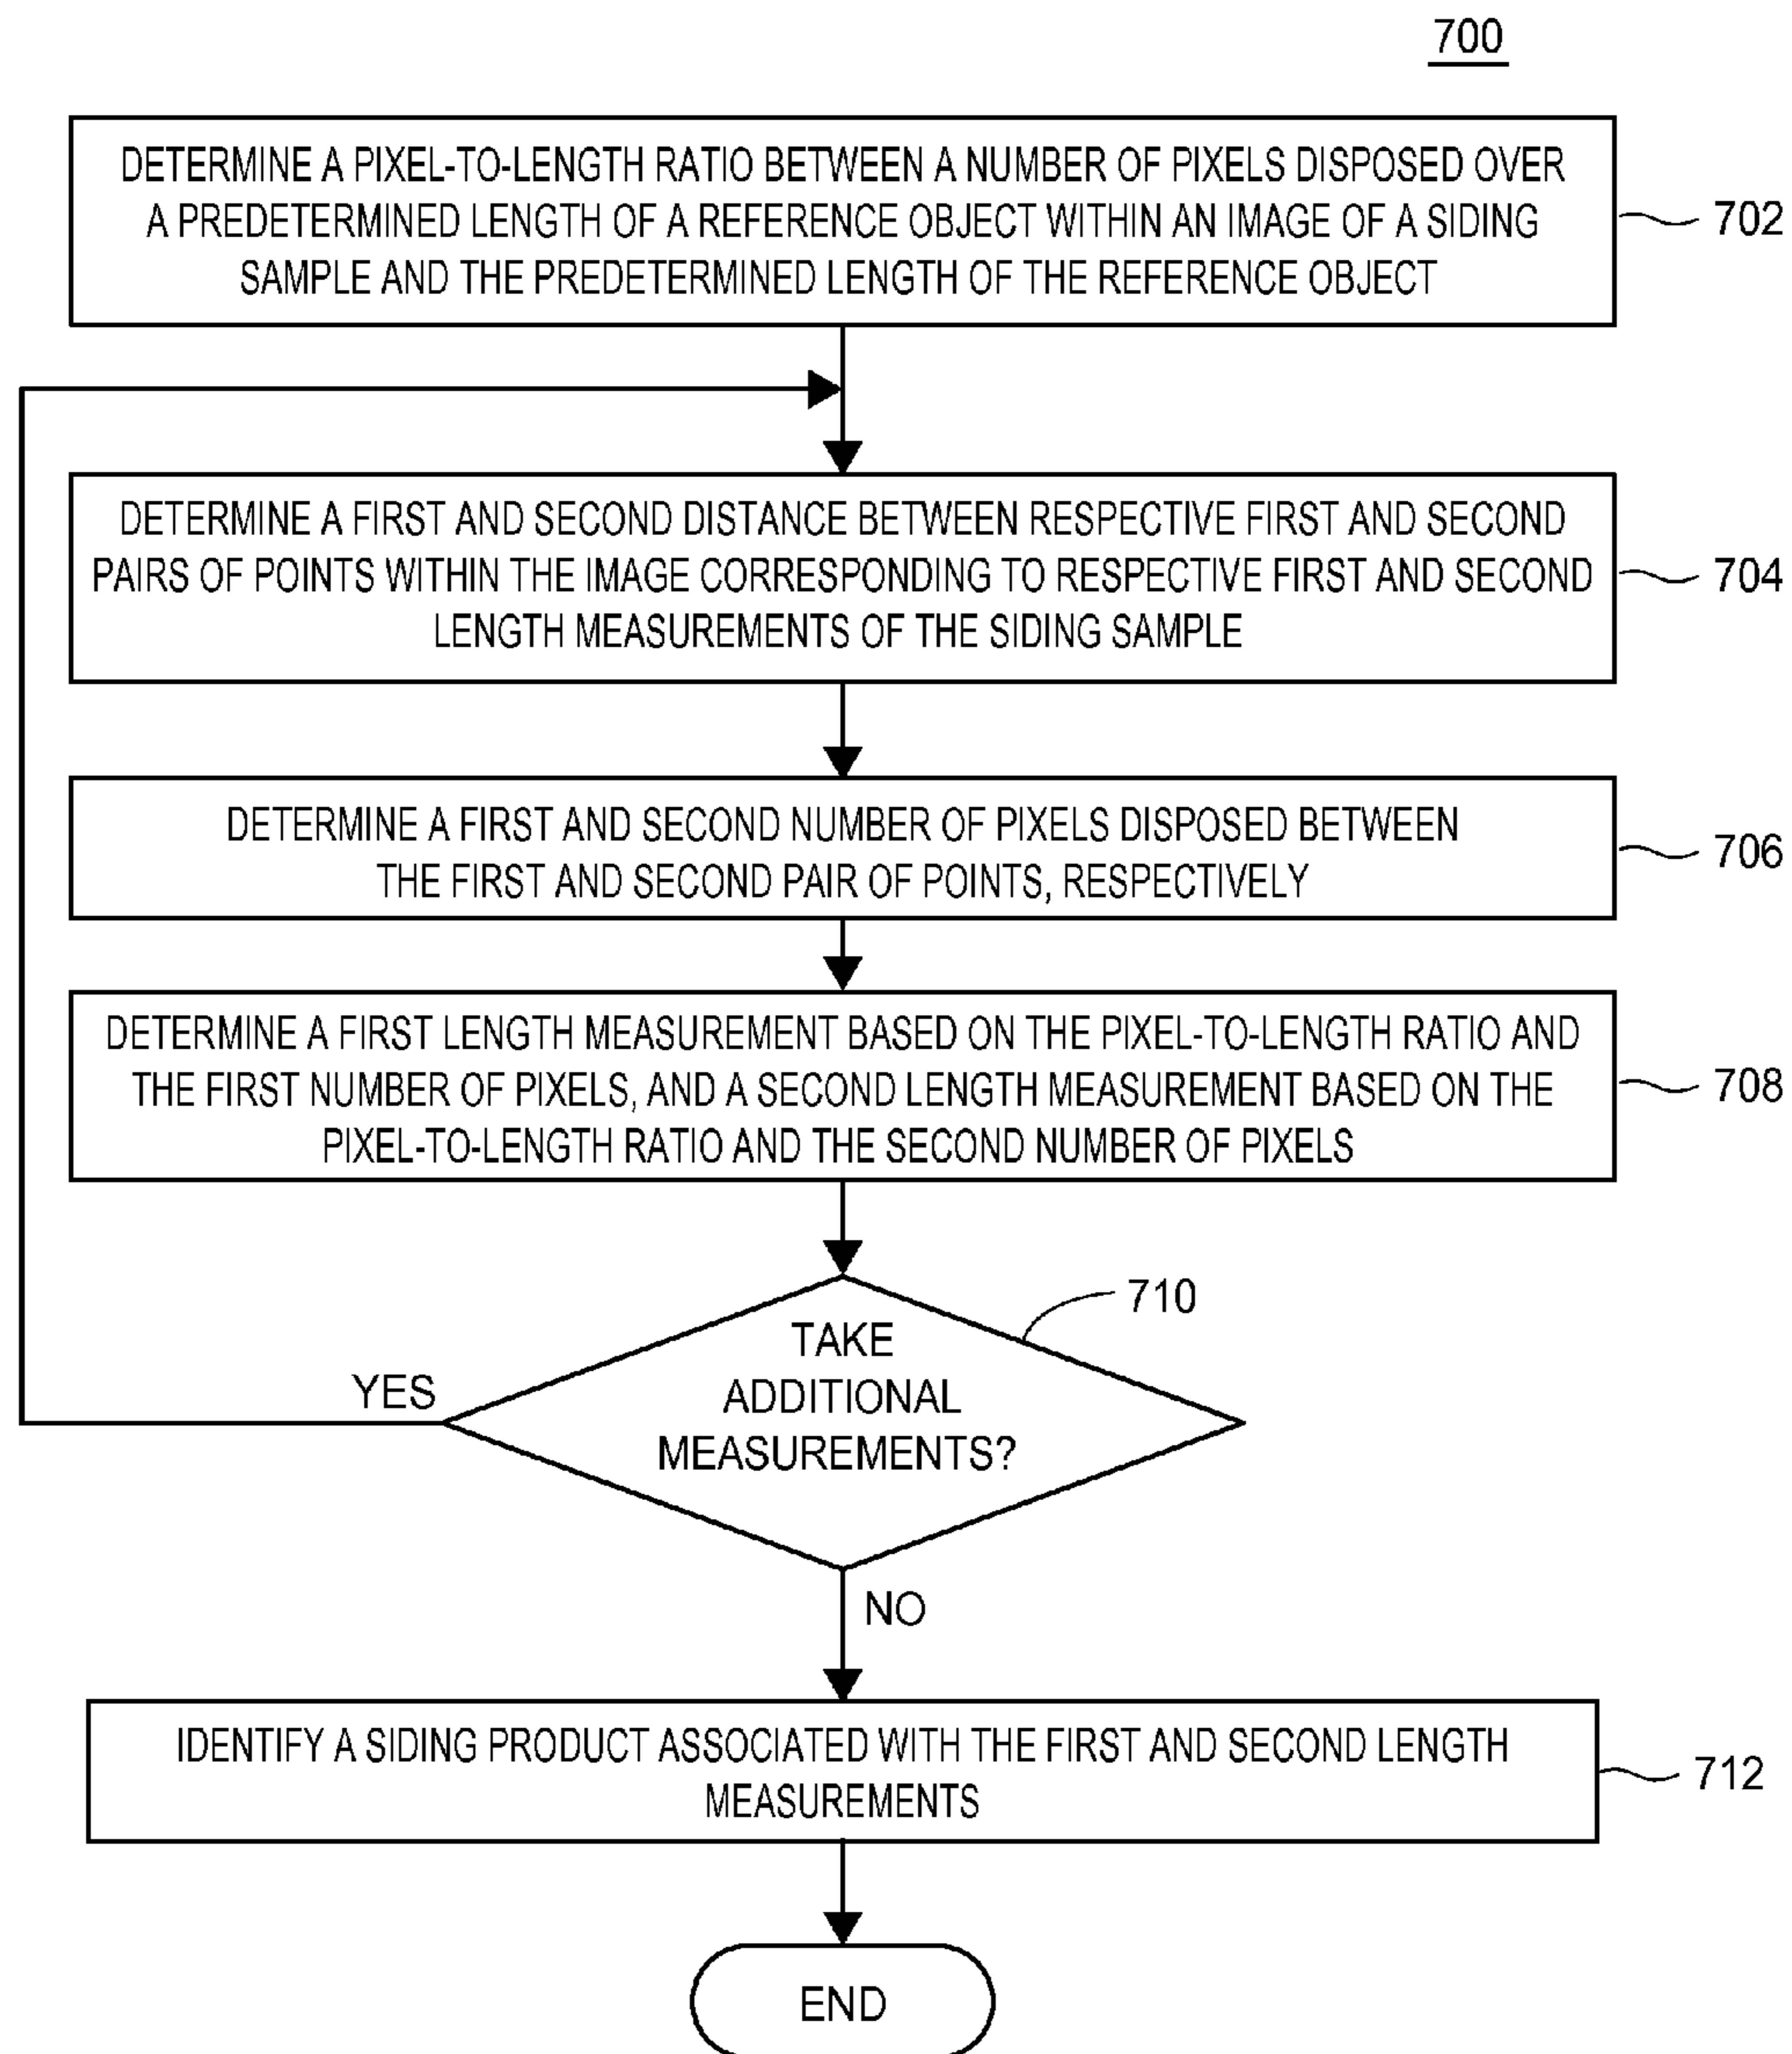 700
DETERMINE A PIXEL-TO-LENGTH RATIO BETWEEN A NUMBER OF PIXELS DISPOSED OVER
A PREDETERMINED LENGTH OF A REFERENCE OBJECT WITHIN AN IMAGE OF A SIDING
SAMPLE AND THE PREDETERMINED LENGTH OF THE REFERENCE OBJECT
702
DETERMINE A FIRST AND SECOND DISTANCE BETWEEN RESPECTIVE FIRST AND SECOND
PAIRS OF POINTS WITHIN THE IMAGE CORRESPONDING TO RESPECTIVE FIRST AND SECOND
LENGTH MEASUREMENTS OF THE SIDING SAMPLE
704
DETERMINE A FIRST AND SECOND NUMBER OF PIXELS DISPOSED BETWEEN
THE FIRST AND SECOND PAIR OF POINTS, RESPECTIVELY
706
DETERMINE A FIRST LENGTH MEASUREMENT BASED ON THE PIXEL-TO-LENGTH RATIO AND
THE FIRST NUMBER OF PIXELS, AND A SECOND LENGTH MEASUREMENT BASED ON THE
PIXEL-TO-LENGTH RATIO AND THE SECOND NUMBER OF PIXELS
708
710
TAKE
ADDITIONAL
MEASUREMENTS?
YES
NO
IDENTIFY A SIDING PRODUCT ASSOCIATED WITH THE FIRST AND SECOND LENGTH
MEASUREMENTS
712
END